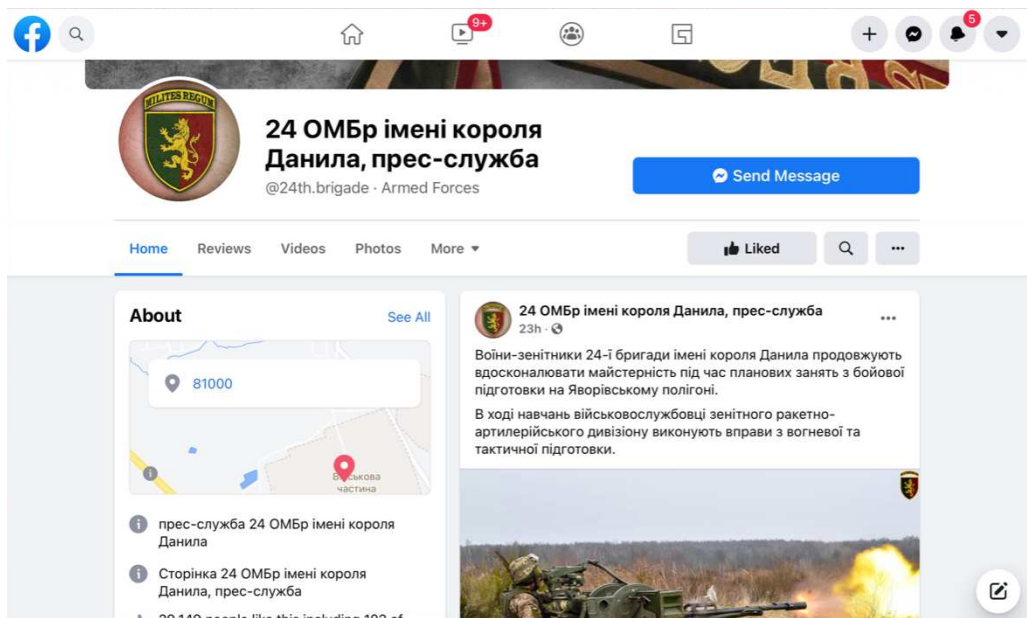 9+
5
MILITES REGUM
24 ОМБр імені короля
Данила, прес-служба
@24th.brigade · Armed Forces
Send Message
Home
Reviews
Videos
Photos
More
Liked
About
See All
81000
Військова
частина
прес-служба 24 ОМБр імені короля
Данила
Сторінка 24 ОМБр імені короля
Данила, прес-служба
people like this including
24 ОМБр імені короля Данила, прес-служба
23h
Воїни-зенітники 24-ї бригади імені короля Данила продовжують
вдосконалювати майстерність під час планових занять з бойової
підготовки на Яворівському полігоні.
В ході навчань військовослужбовці зенітного ракетно-
артилерійського дивізіону виконують вправи з вогневої та
тактичної підготовки.